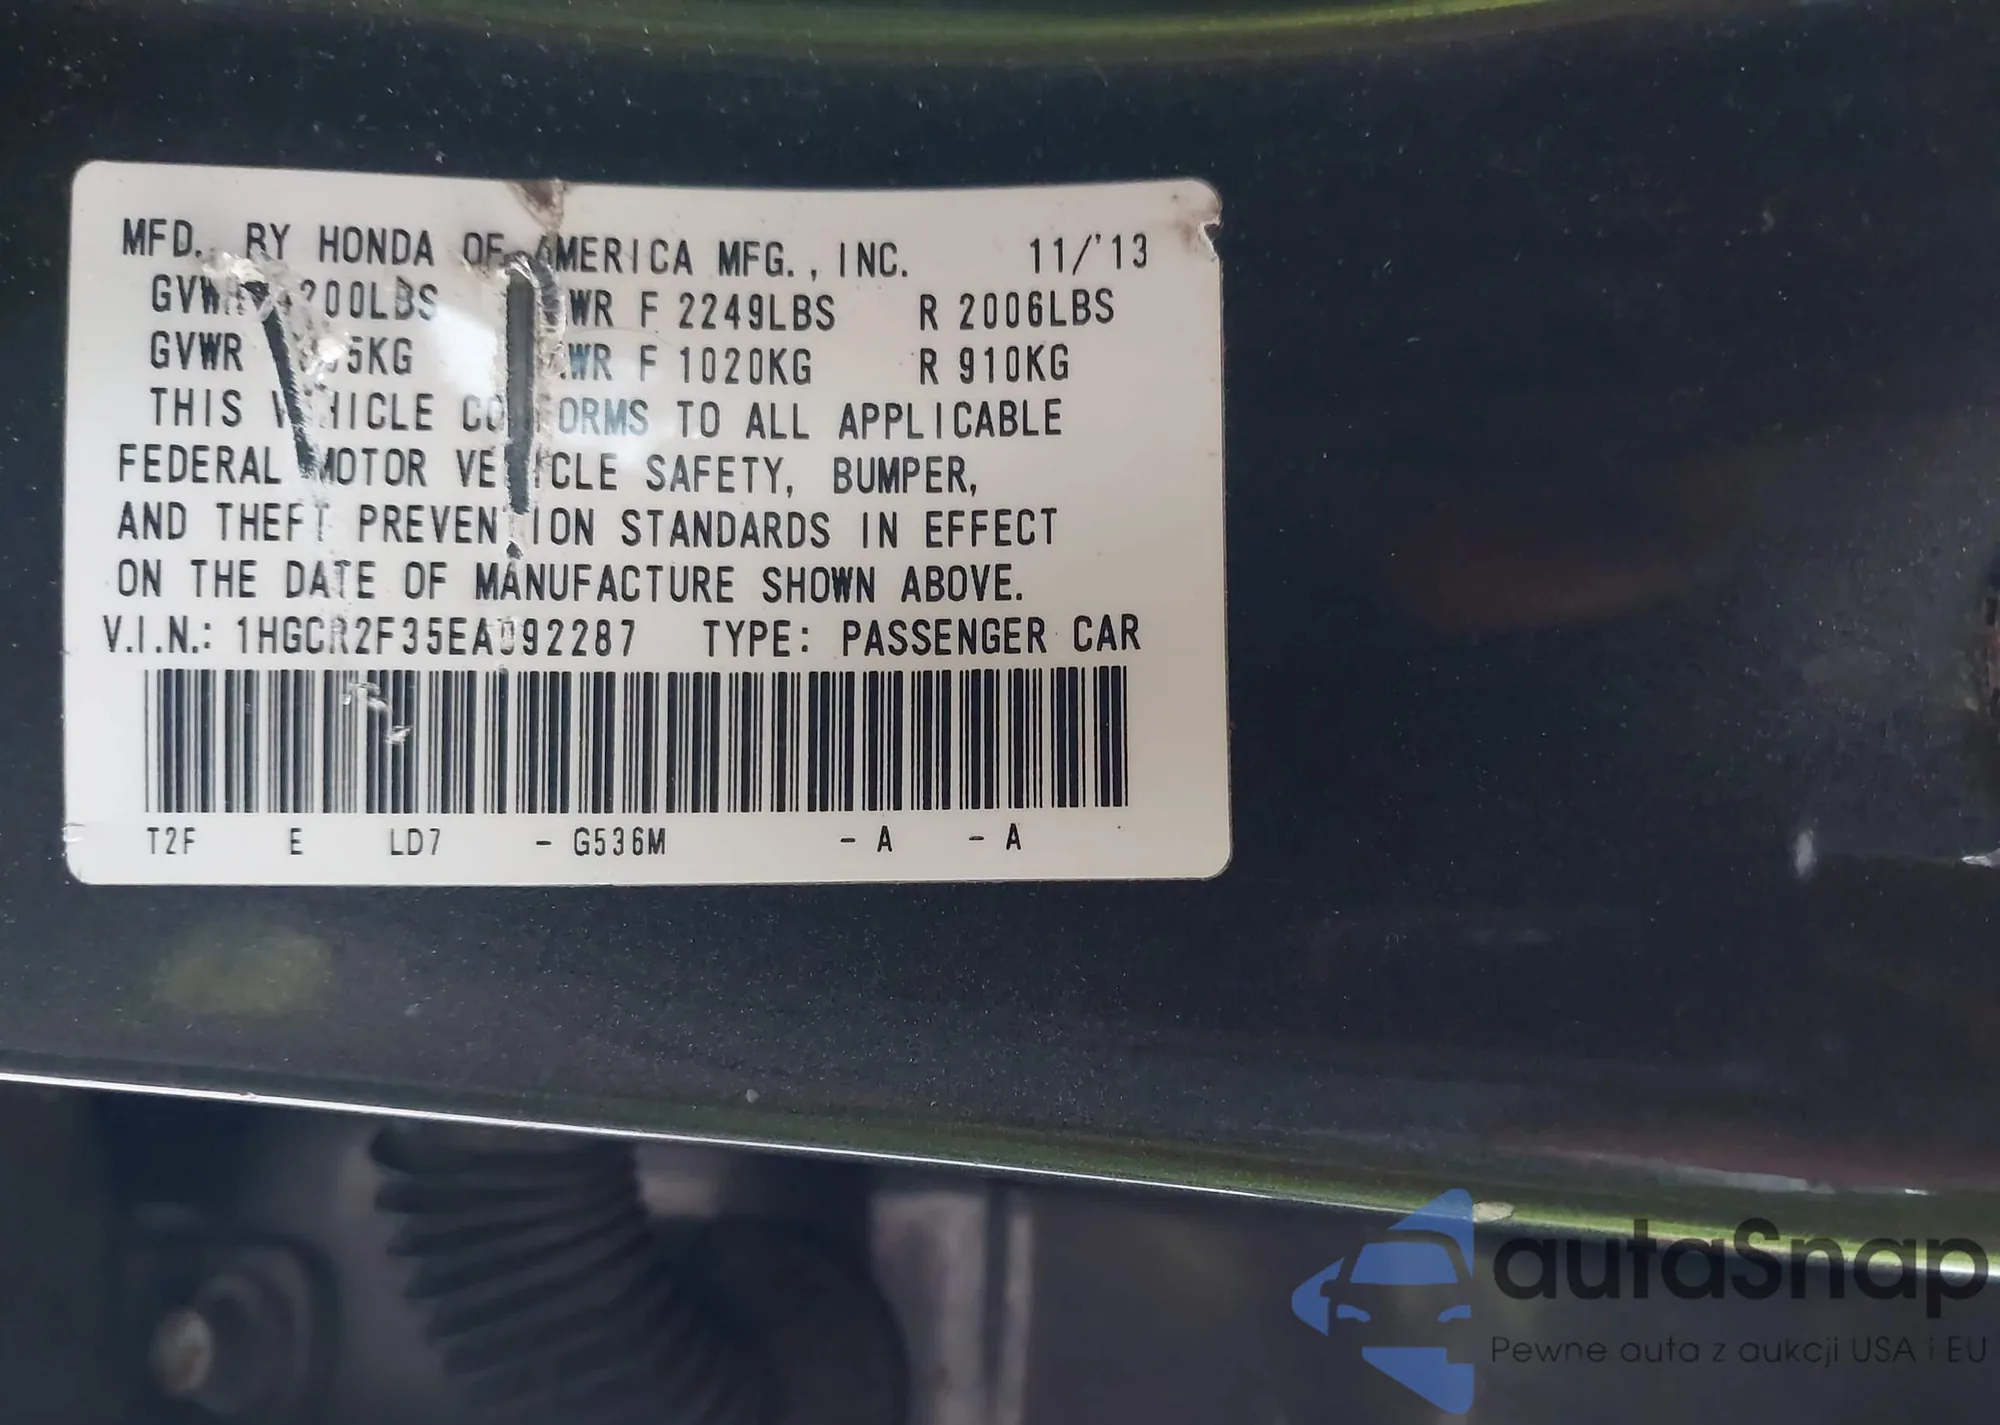 MFD. BY HONDA OF AMERICA MFG., INC. 11/'13
GVWR F 2249LBS R 2006LBS
GVWR F 1020KG R 910KG
THIS VEHICLE CONFORMS TO ALL APPLICABLE
FEDERAL MOTOR VEHICLE SAFETY, BUMPER,
AND THEFT PREVENTION STANDARDS IN EFFECT
ON THE DATE OF MANUFACTURE SHOWN ABOVE.
V.I.N.: 1HGCR2F35EA092287 TYPE: PASSENGER CAR
T2F E LD7 - G536M - A - A
autaSnap
Pewne auta z aukcji USA i EU